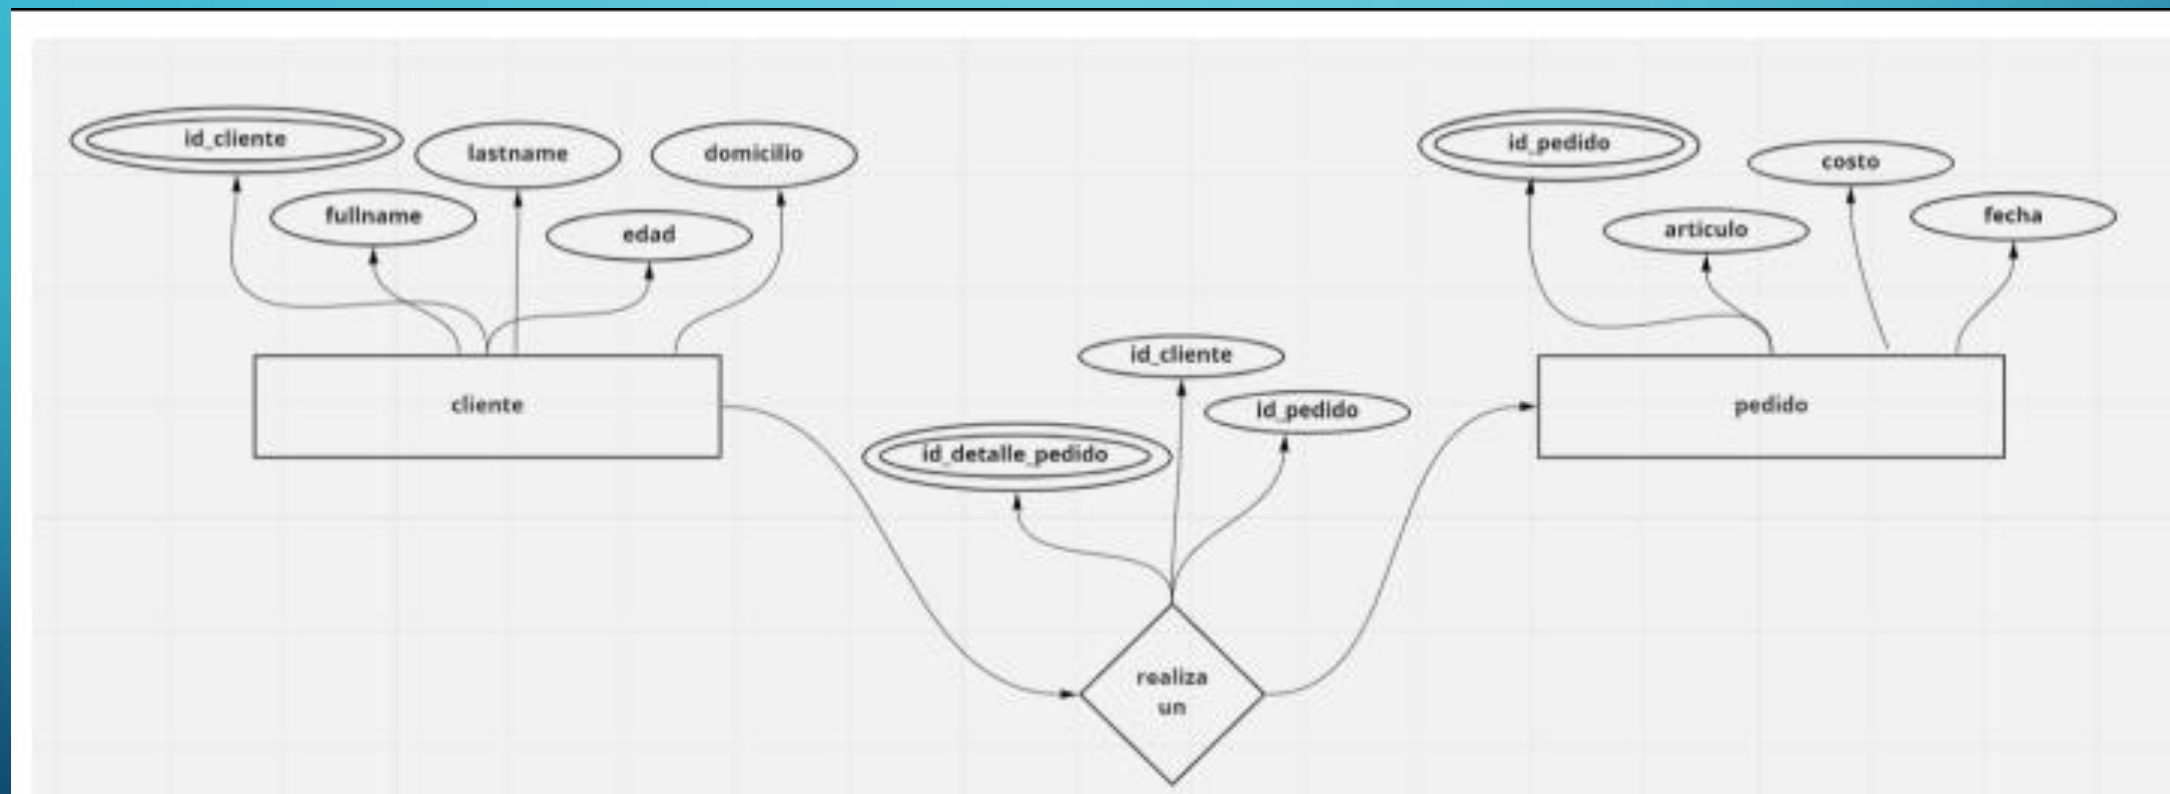 id_cliente
lastname
domicilio
fullname
edad
cliente
id_cliente
id_pedido
id_detalle_pedido
realiza
un
id_pedido
costo
articulo
fecha
pedido